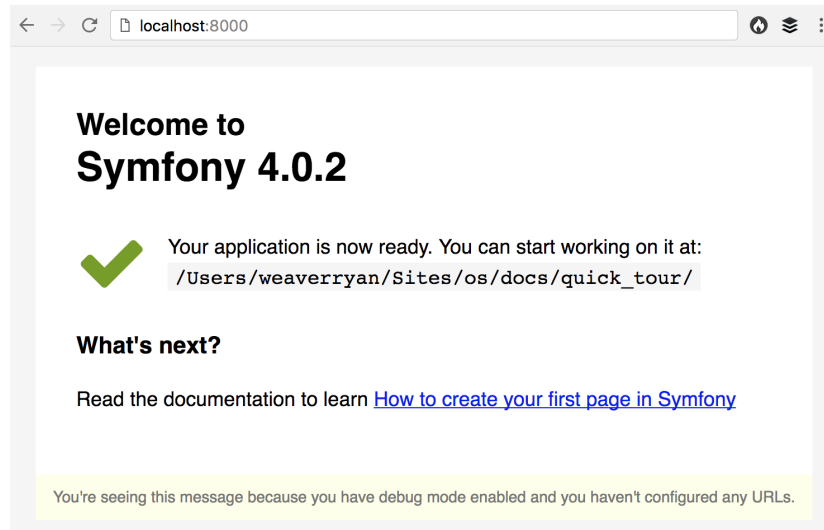 localhost:8000
Welcome to
Symfony 4.0.2
Your application is now ready. You can start working on it at:
/Users/weaverryan/Sites/os/docs/quick_tour/
What's next?
Read the documentation to learn How to create your first page in Symfony
You're seeing this message because you have debug mode enabled and you haven't configured any URLs.